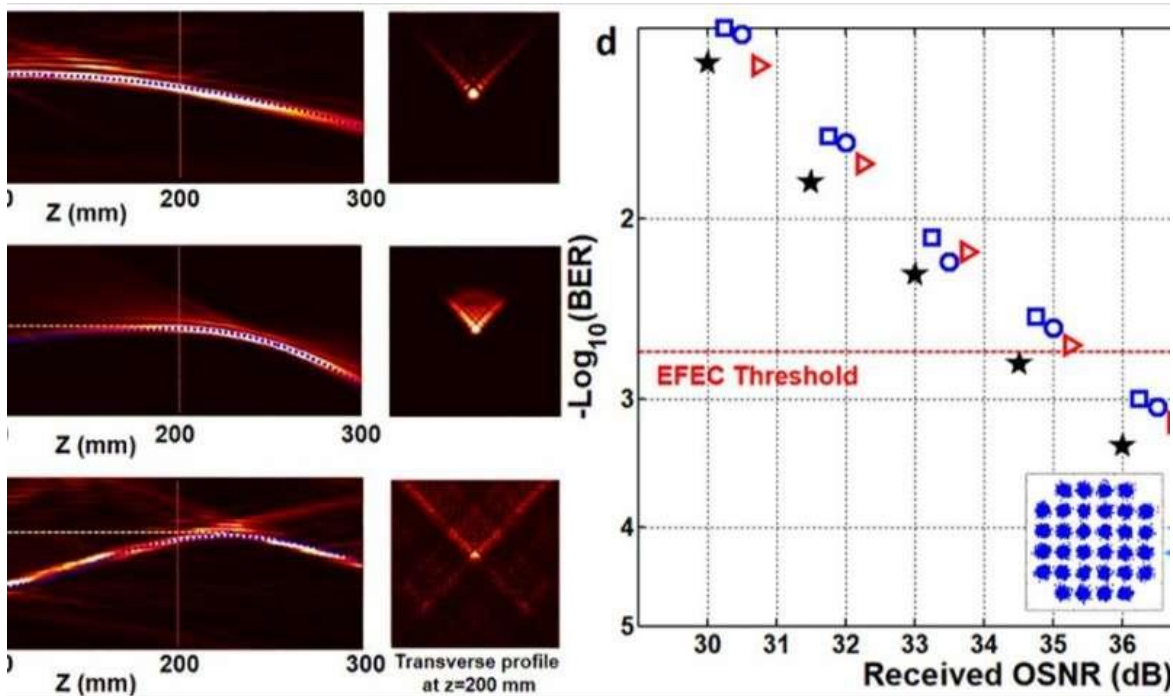 200
300
Z (mm)
200
300
Z (mm)
200
300
Z (mm)
Transverse profile
at z=200 mm
d
2
3
4
5
-Log10(BER)
EFEC Threshold
30
31
32
33
34
35
36
Received OSNR (dB)